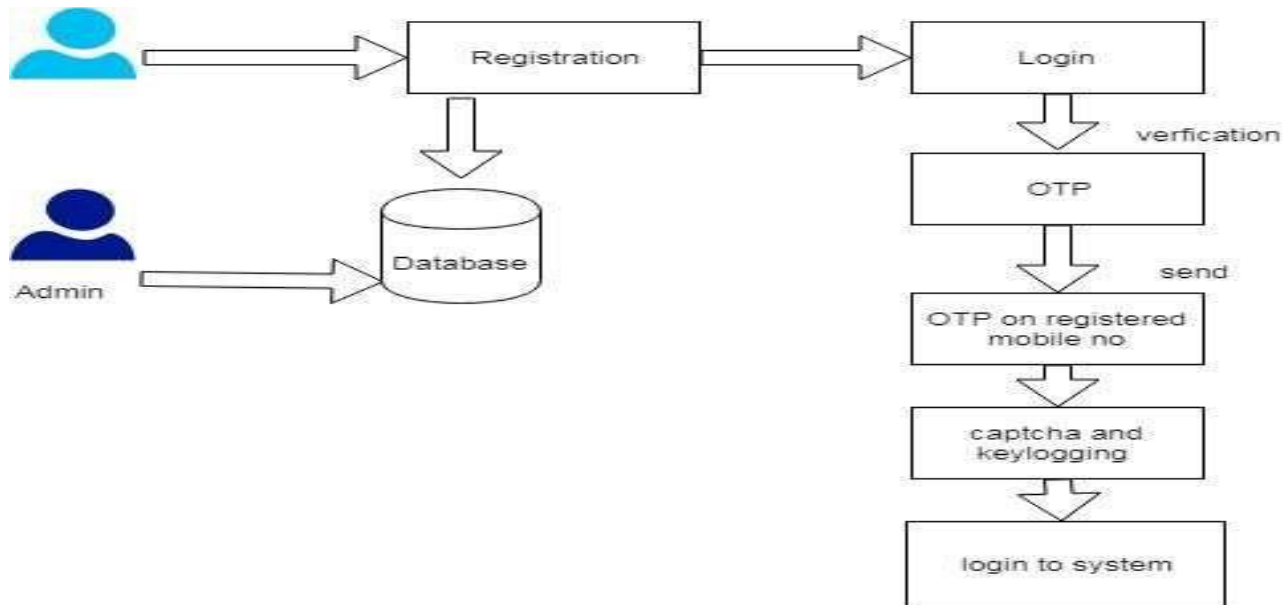 Registration
Login
verfication
OTP
Database
send
Admin
OTP on registered
mobile no
captcha and
keylogging
login to system